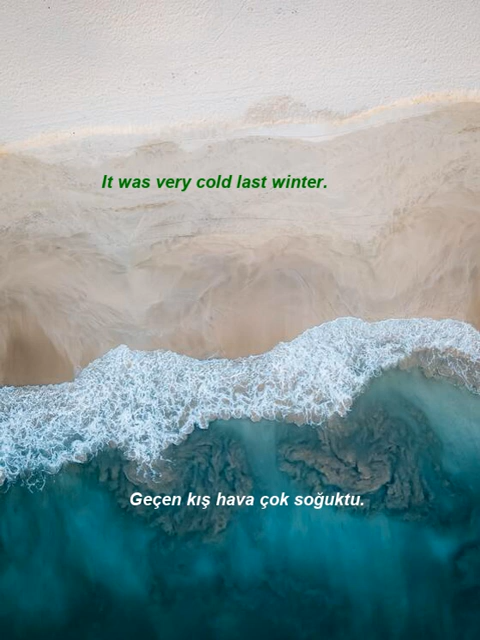 It was very cold last winter.
Geçen kış hava çok soğuktu.